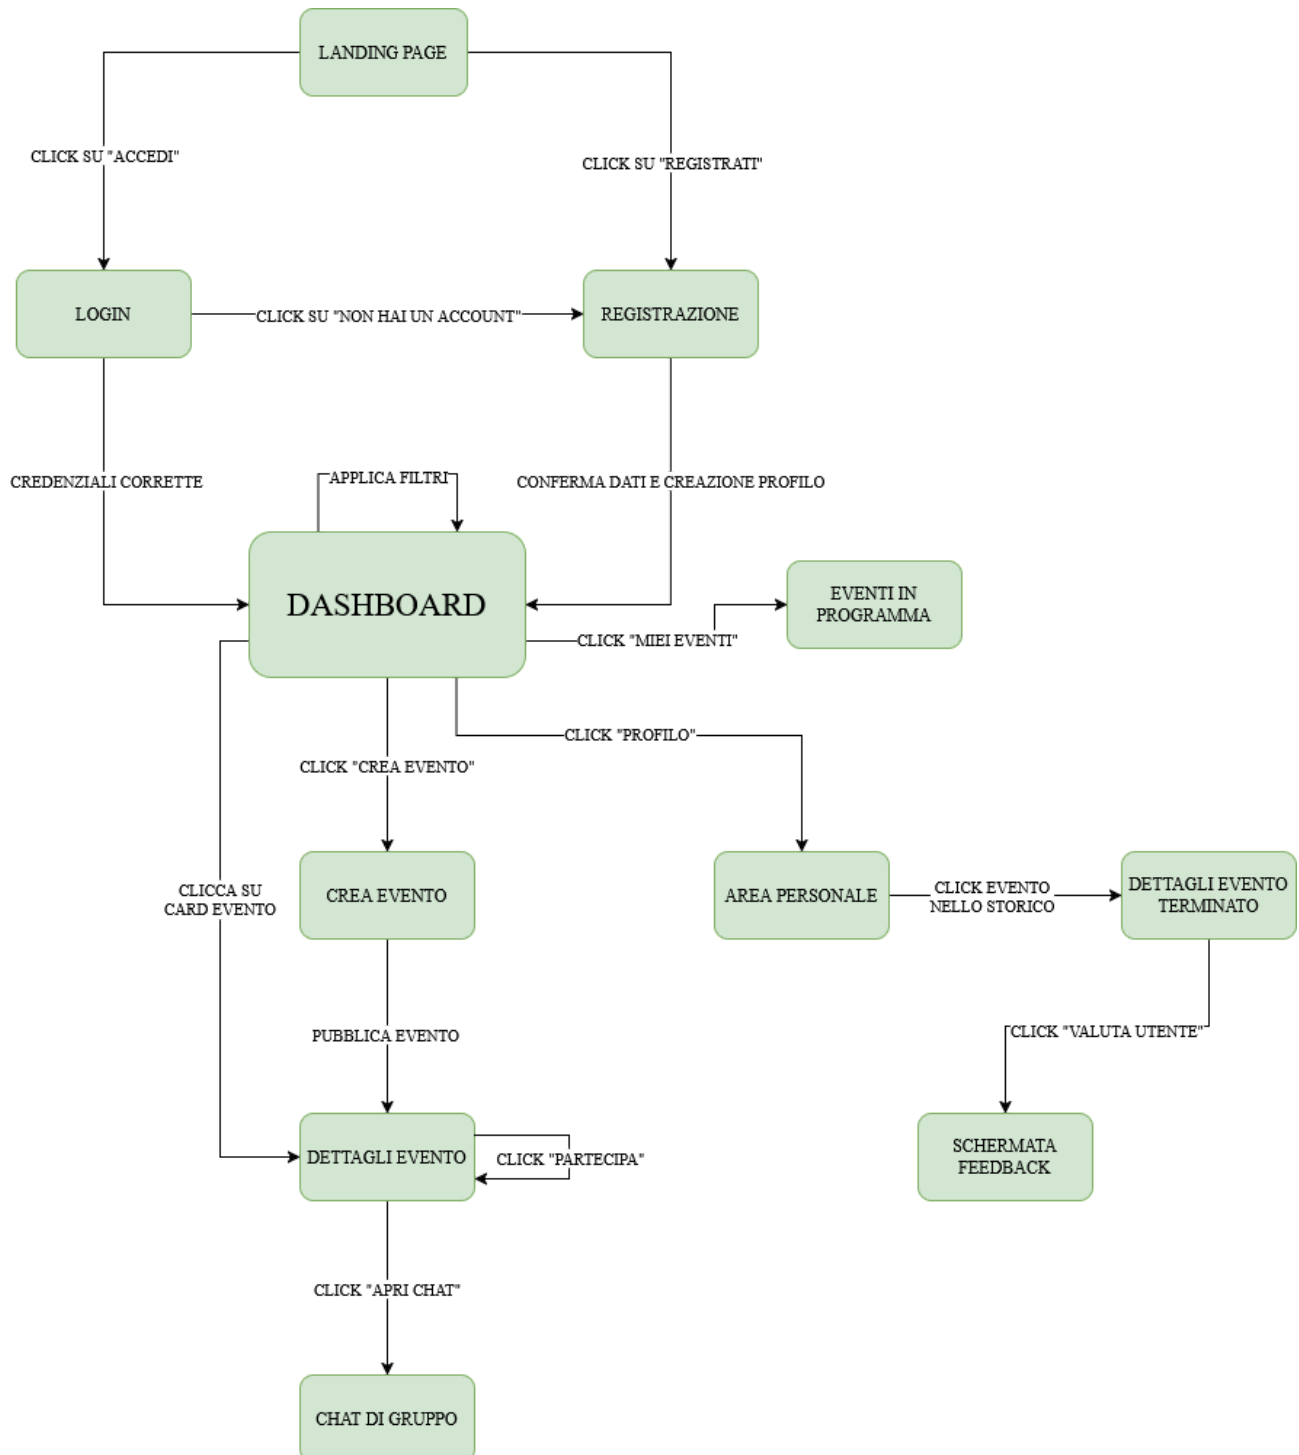 LANDING PAGE
CLICK SU "ACCEDI"
CLICK SU "REGISTRATI"
LOGIN
CLICK SU "NON HAI UN ACCOUNT"
REGISTRAZIONE
CREDENZIALI CORRETTE
APPLICA FILTRI
CONFERMA DATI E CREAZIONE PROFILO
DASHBOARD
EVENTI IN
PROGRAMMA
CLICK "MIEI EVENTI"
CLICK "PROFILO"
CLICK "CREA EVENTO"
CLICCA SU
CARD EVENTO
CREA EVENTO
AREA PERSONALE
CLICK EVENTO
NELLO STORICO
DETTAGLI EVENTO
TERMINATO
PUBBLICA EVENTO
CLICK "VALUTA UTENTE"
DETTAGLI EVENTO
CLICK "PARTECIPA"
SCHERMATA
FEEDBACK
CLICK "APRI CHAT"
CHAT DI GRUPPO